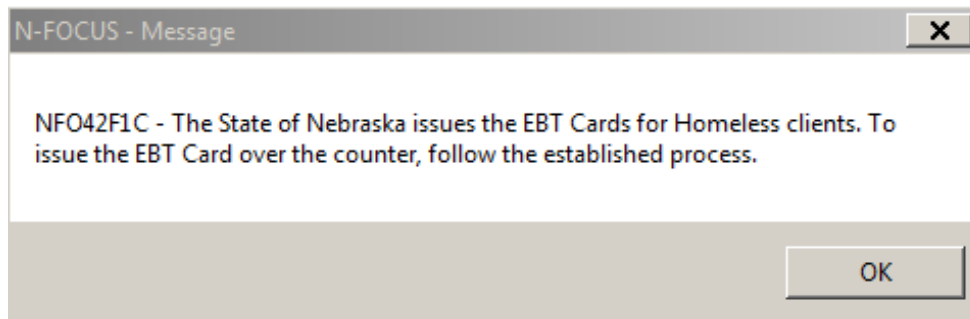 N-FOCUS - Message
NFO42F1C - The State of Nebraska issues the EBT Cards for Homeless clients. To
issue the EBT Card over the counter, follow the established process.
OK